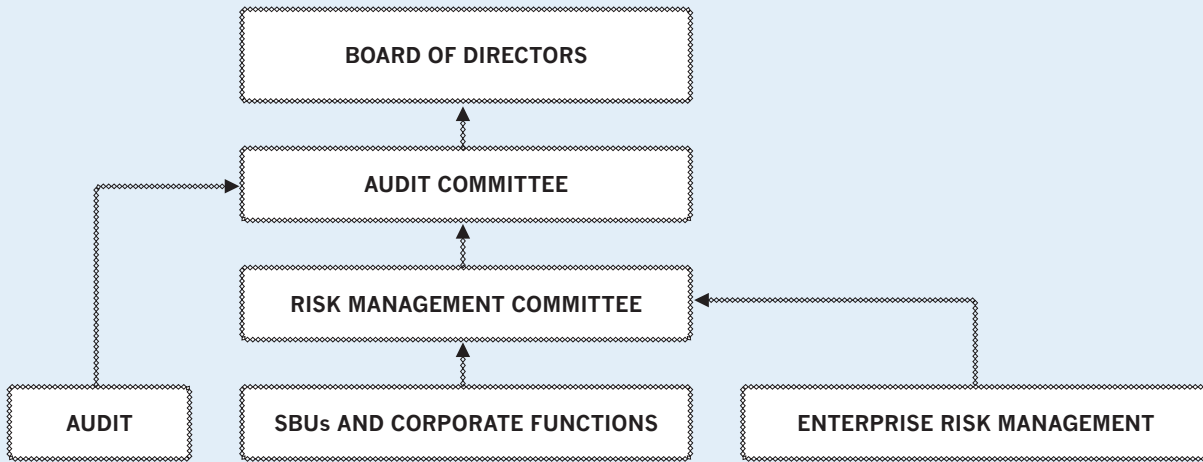 BOARD OF DIRECTORS
AUDIT COMMITTEE
RISK MANAGEMENT COMMITTEE
AUDIT
SBUs AND CORPORATE FUNCTIONS
ENTERPRISE RISK MANAGEMENT